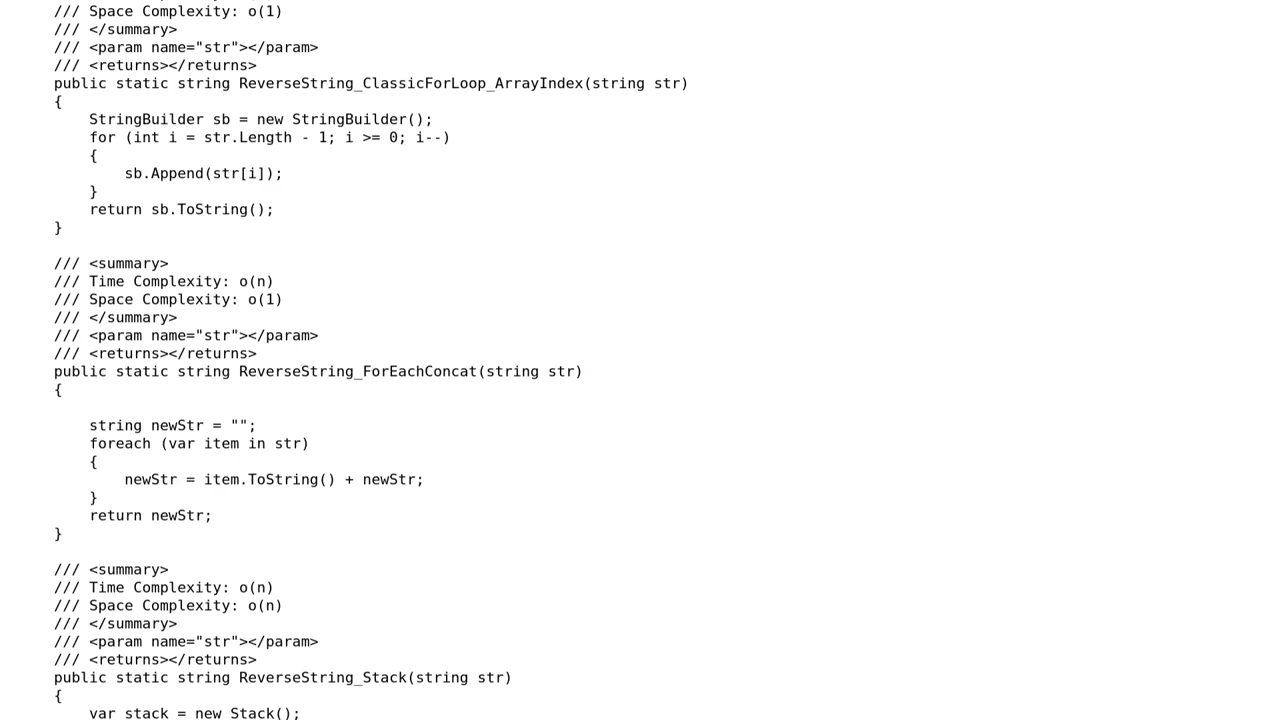 /// Space Complexity: o(1)
/// </summary>
/// <param name="str"></param>
/// <returns></returns>
public static string ReverseString_ClassicForLoop_ArrayIndex(string str)
{
StringBuilder sb = new StringBuilder();
for (int i = str.Length - 1; i >= 0; i--)
{
sb.Append(str[i]);
}
return sb.ToString();
}
/// <summary>
/// Time Complexity: o(n)
/// Space Complexity: o(1)
/// </summary>
/// <param name="str"></param>
/// <returns></returns>
public static string ReverseString_ForEachConcat(string str)
{
string newStr = "";
foreach (var item in str)
{
newStr = item.ToString() + newStr;
}
return newStr;
}
/// <summary>
/// Time Complexity: o(n)
/// Space Complexity: o(n)
/// </summary>
/// <param name="str"></param>
/// <returns></returns>
public static string ReverseString_Stack(string str)
{
var stack = new Stack();